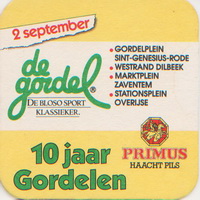 2 september
de
gordel®
DE BLOSO SPORT
KLASSIEKER.
• GORDELPLEIN
SINT-GENESIUS-RODE
• WESTRAND DILBEEK
• MARKTPLEIN
ZAVENTEM
• STATIONSPLEIN
OVERIJSE
10 jaar
Gordelen
PRIMUS
HAACHT PILS